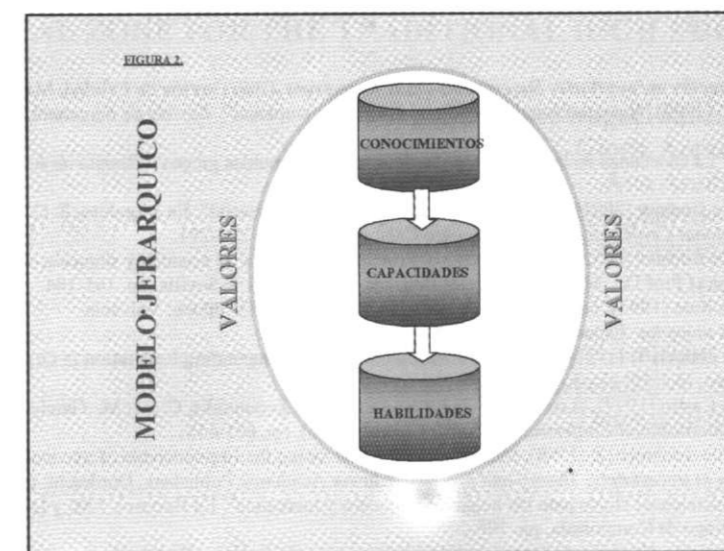 FIGURA 2.
MODELO JERARQUICO
VALORES
CONOCIMIENTOS
CAPACIDADES
HABILIDADES
VALORES